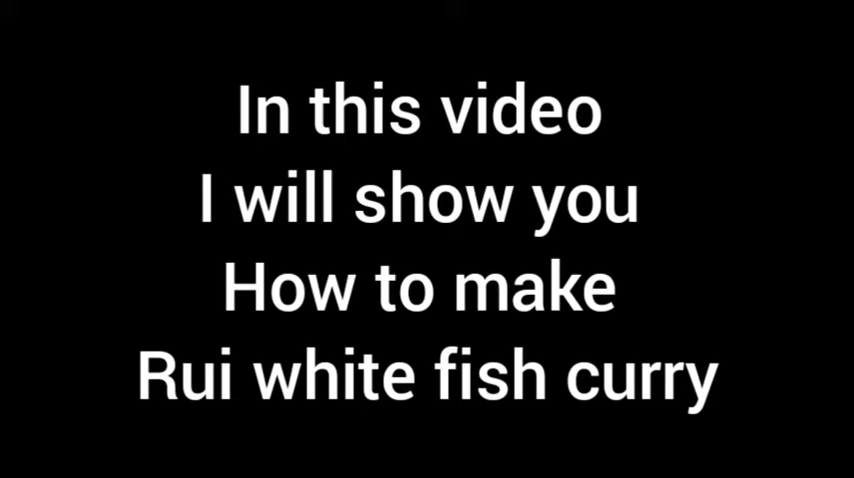 In this video
I will show you
How to make
Rui white fish curry